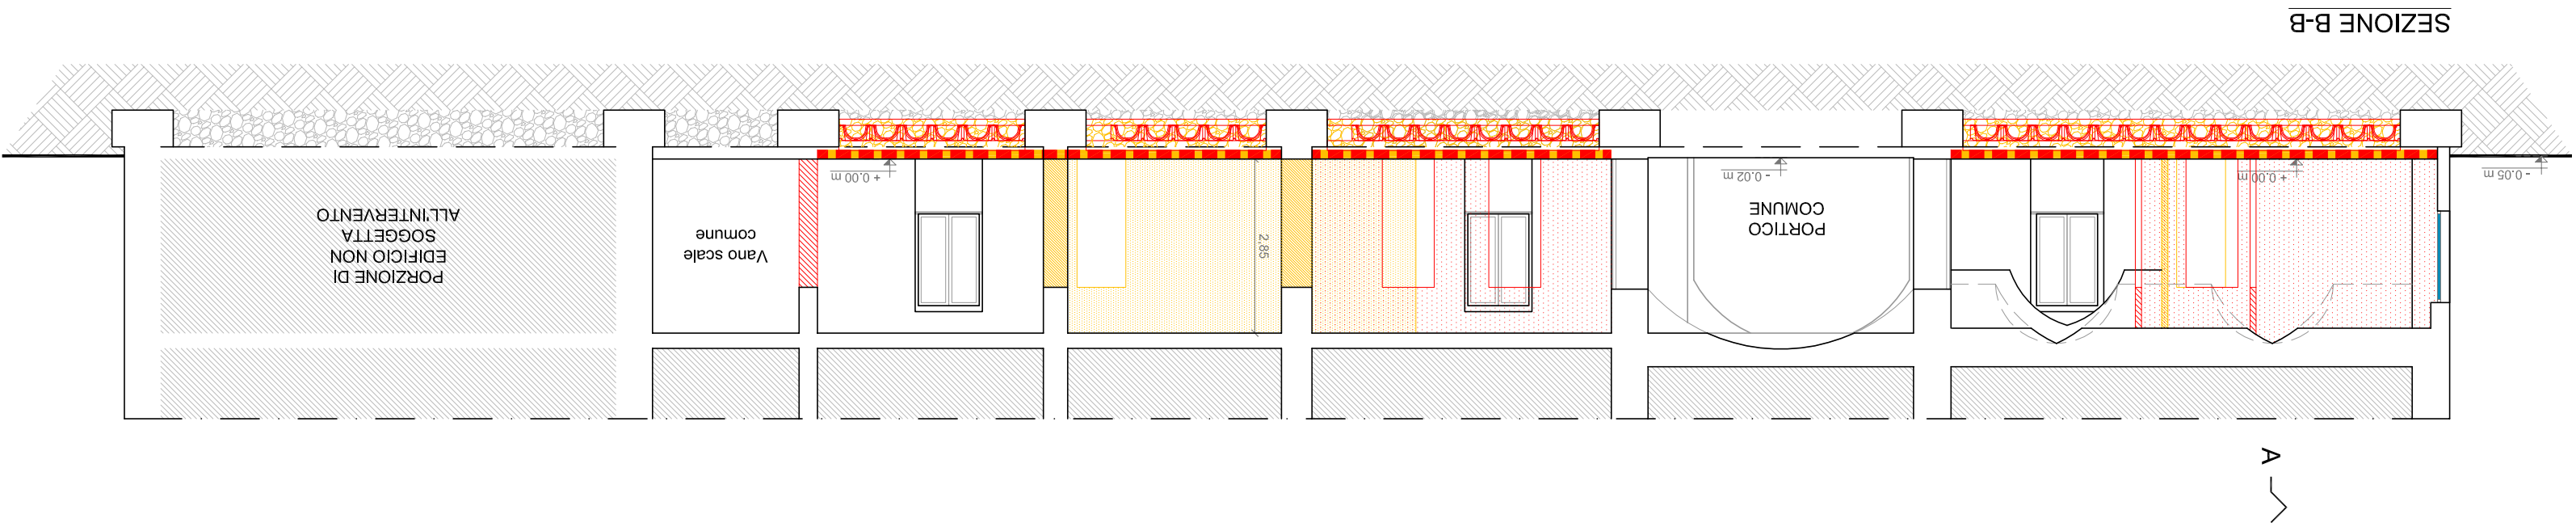 A
PORZIONE DI
EDIFICIO NON
SOGGETTA
ALL'INTERVENTO
Vano scale
comune
2,85
PORTICO
COMUNE
+ 0.00 m
- 0.02 m
+ 0.00 m
- 0.05 m
SEZIONE B-B